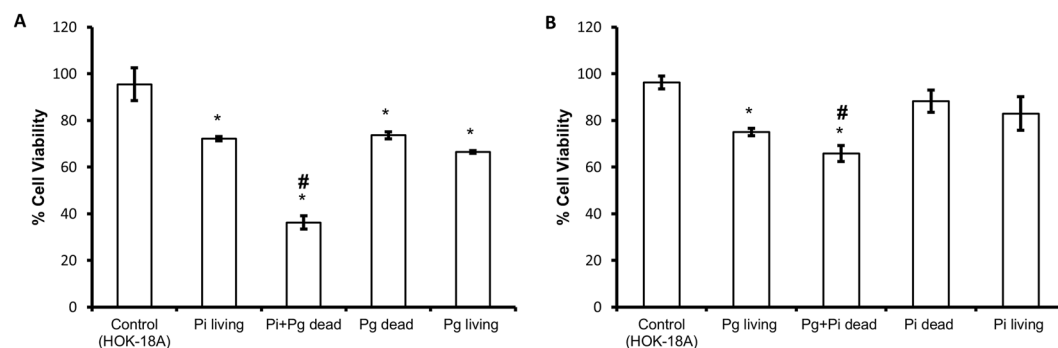 A
% Cell Viability
120
100
80
60
40
20
0
*
#
*
*
*
Control
(HOK-18A)
Pi living
Pi+Pg dead
Pg dead
Pg living
B
% Cell Viability
120
100
80
60
40
20
0
*
#
*
Control
(HOK-18A)
Pg living
Pg+Pi dead
Pi dead
Pi living